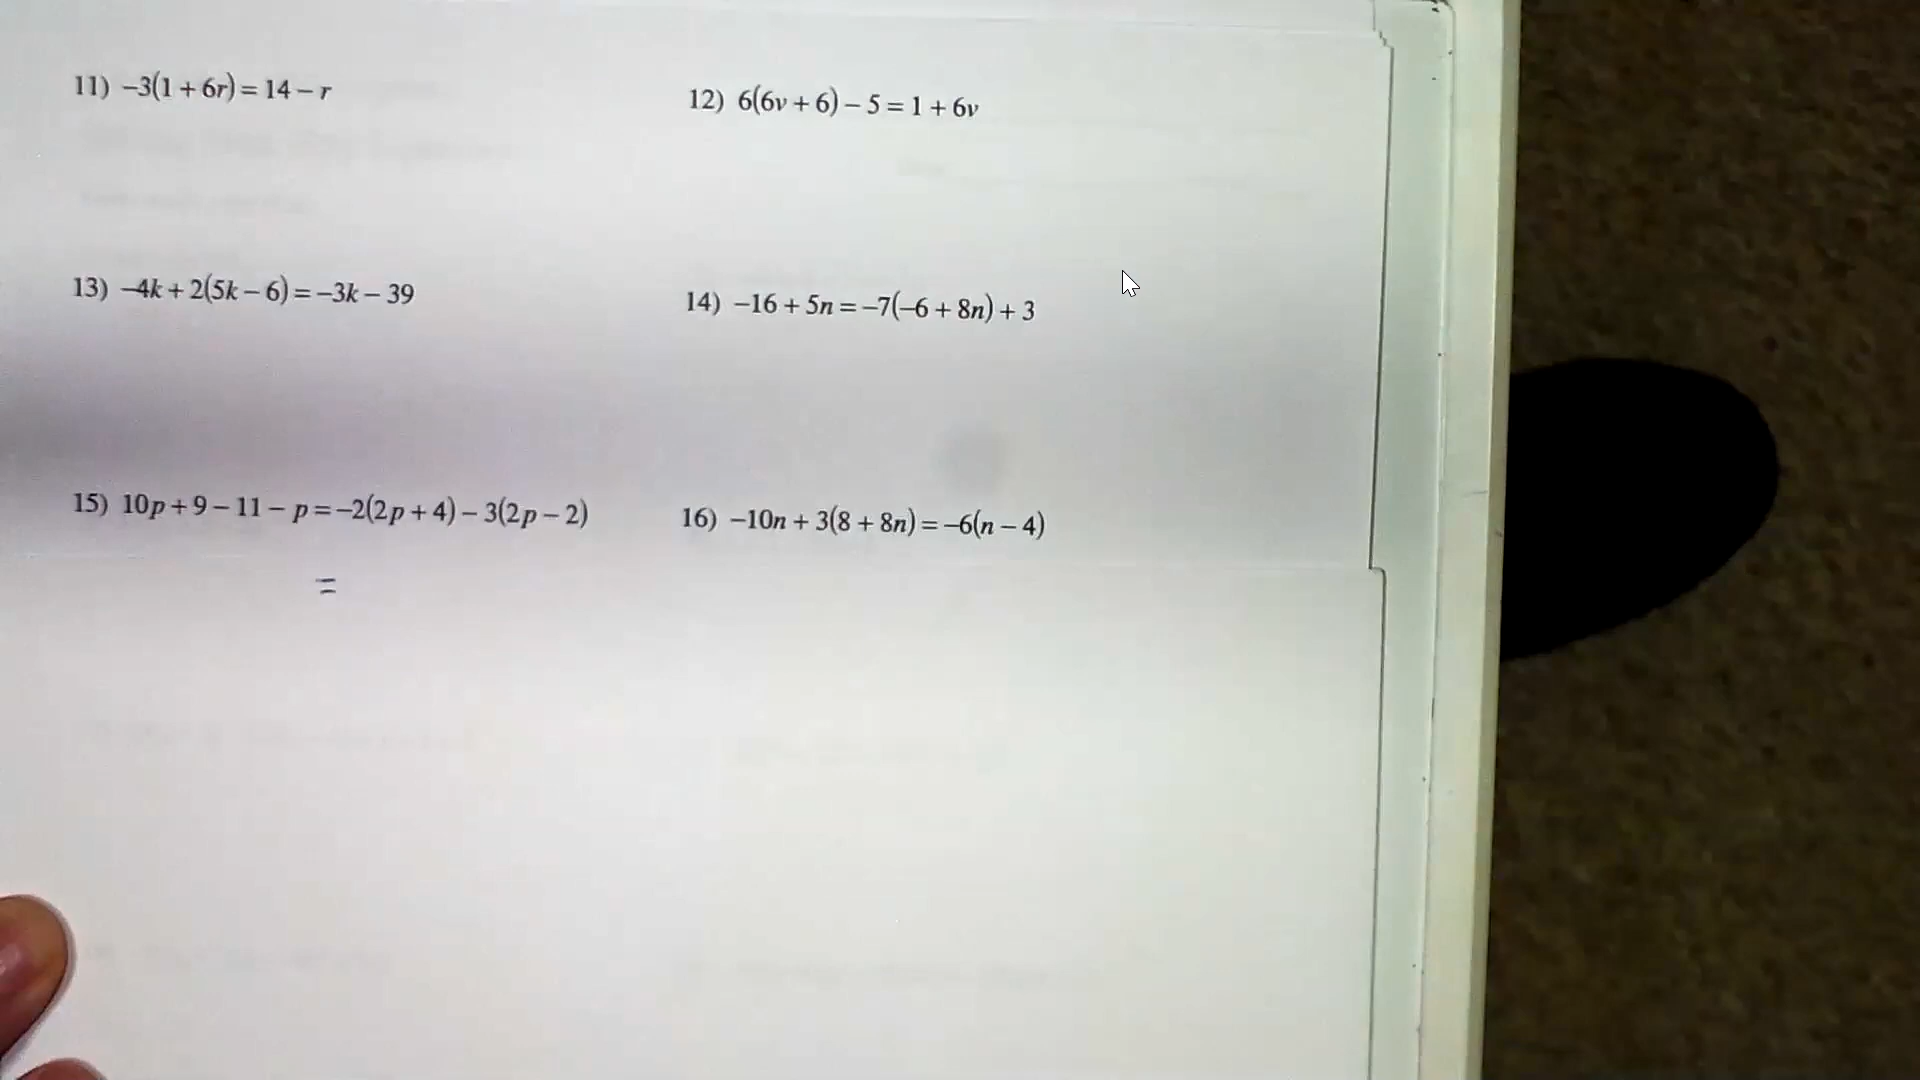 11) −3(1 + 6r) = 14 − r
12) 6(6v + 6) − 5 = 1 + 6v
13) −4k + 2(5k − 6) = −3k − 39
14) −16 + 5n = −7(−6 + 8n) + 3
15) 10p + 9 − 11 − p = −2(2p + 4) − 3(2p − 2)
16) −10n + 3(8 + 8n) = −6(n − 4)
=